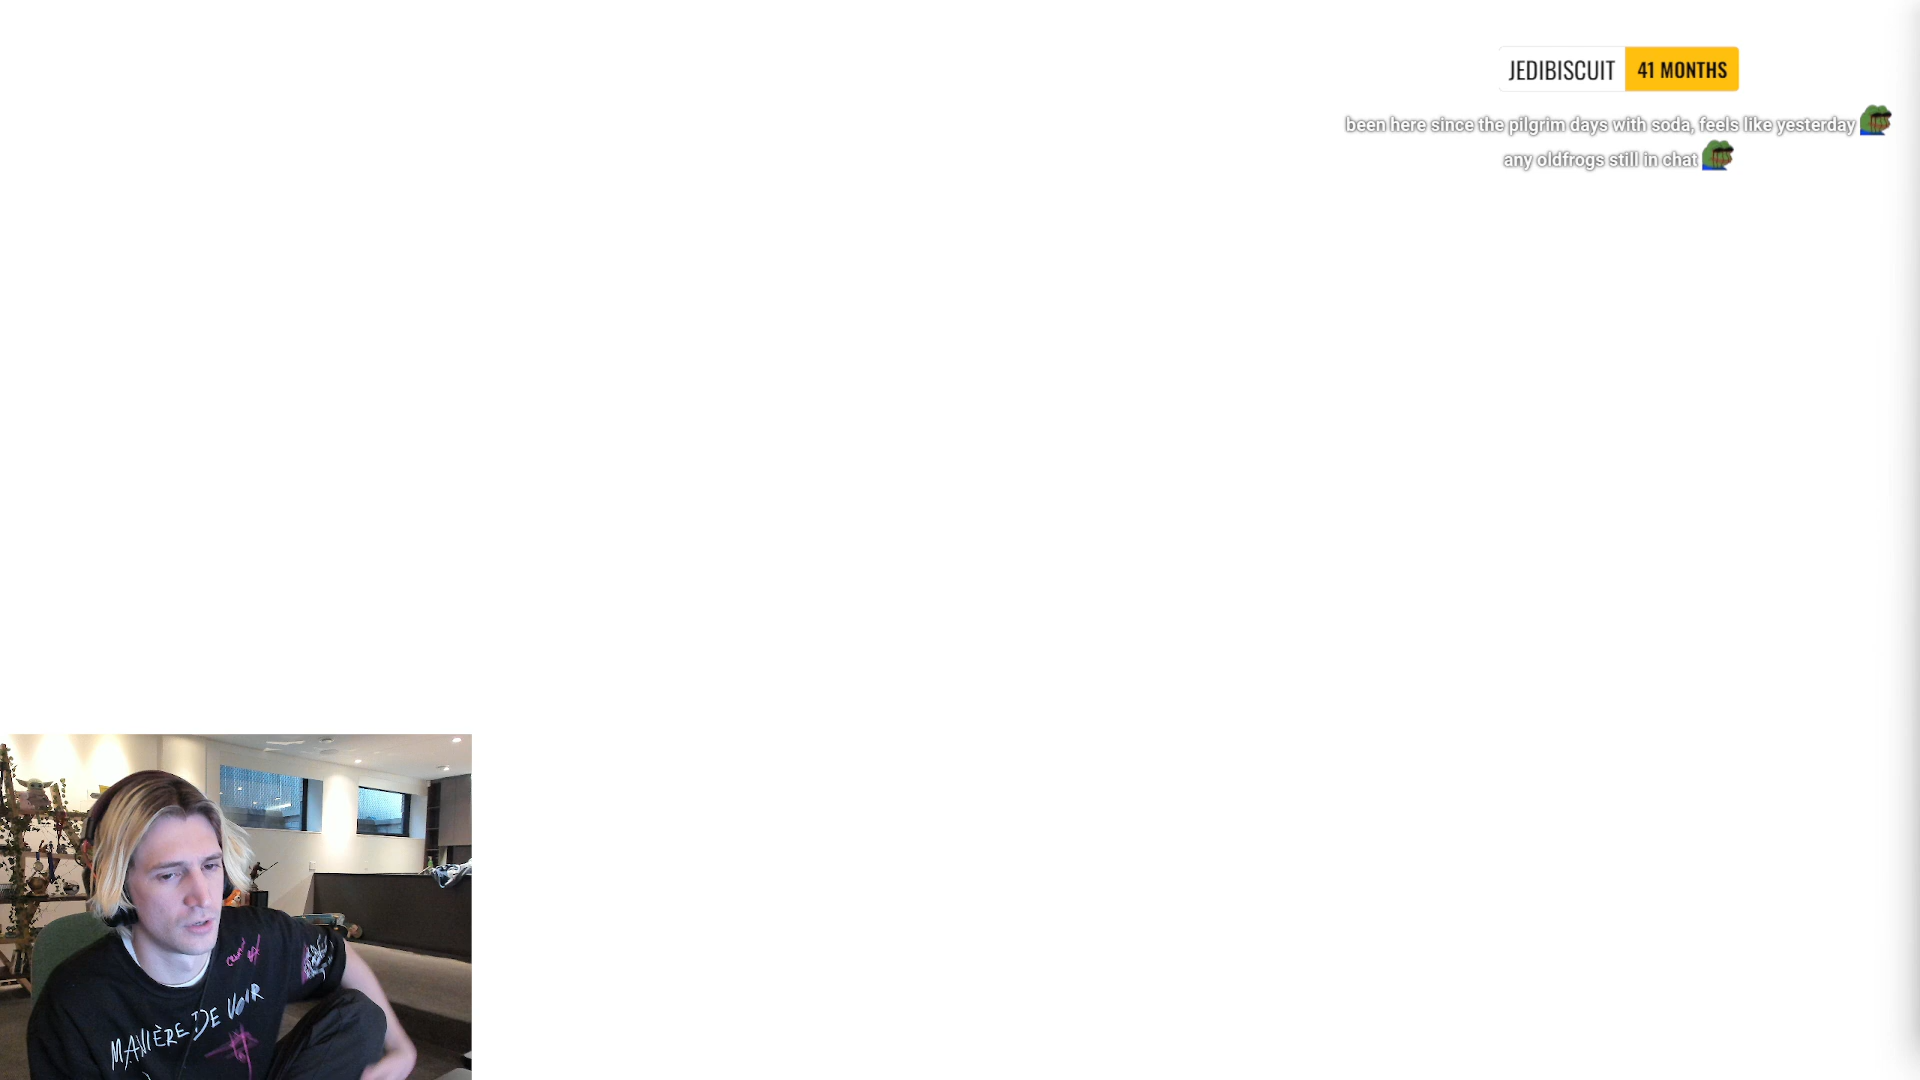 JEDIBISCUIT 41 MONTHS
been here since the pilgrim days with soda, feels like yesterday
any oldfrogs still in chat
MANIÈRE DE VOIR